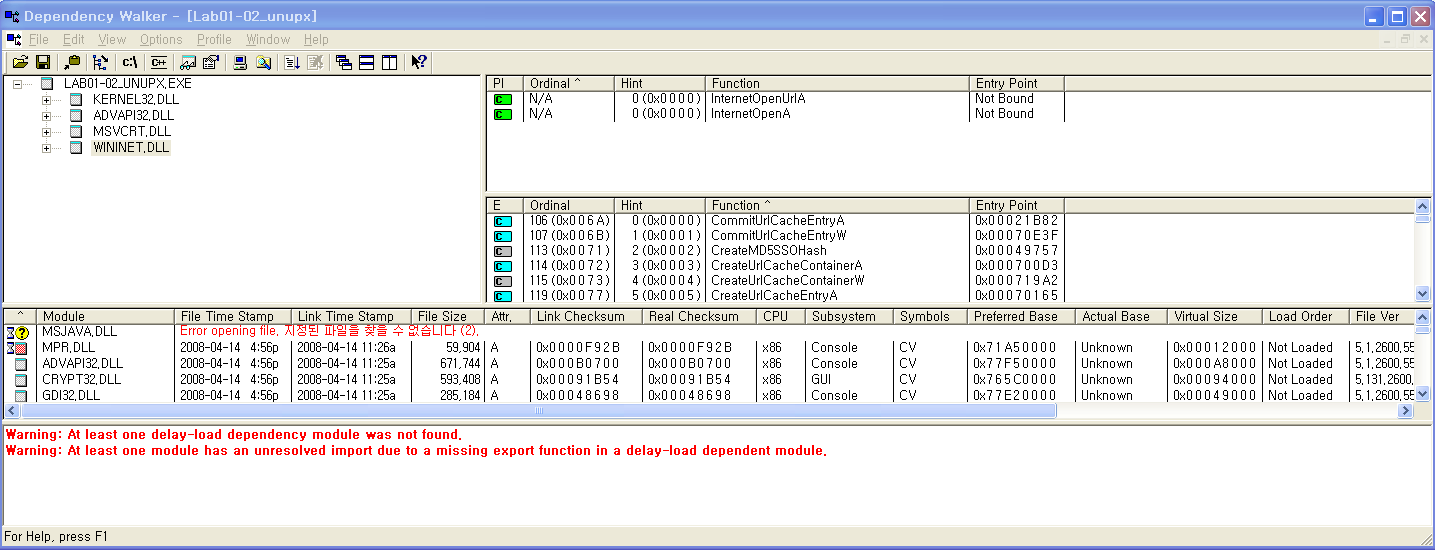 Dependency Walker - [Lab01-02_unupx]
File Edit View Options Profile Window Help
LAB01-02_UNUPX.EXE
KERNEL32.DLL
ADVAPI32.DLL
MSVCRT.DLL
WININET.DLL
PI Ordinal ^ Hint Function Entry Point
C N/A 0 (0x0000) InternetOpenUrlA Not Bound
C N/A 0 (0x0000) InternetOpenA Not Bound
E Ordinal Hint Function ^ Entry Point
C 106 (0x006A) 0 (0x0000) CommitUrlCacheEntryA 0x00021B82
C 107 (0x006B) 1 (0x0001) CommitUrlCacheEntryW 0x00070E3F
C 113 (0x0071) 2 (0x0002) CreateMD5SSOHash 0x00049757
C 114 (0x0072) 3 (0x0003) CreateUrlCacheContainerA 0x000700D3
C 115 (0x0073) 4 (0x0004) CreateUrlCacheContainerW 0x000719A2
C 119 (0x0077) 5 (0x0005) CreateUrlCacheEntryA 0x00070165
^ Module File Time Stamp Link Time Stamp File Size Attr. Link Checksum Real Checksum CPU Subsystem Symbols Preferred Base Actual Base Virtual Size Load Order File Ver
? MSJAVA.DLL Error opening file. 지정된 파일을 찾을 수 없습니다 (2).
MPR.DLL 2008-04-14 4:56p 2008-04-14 11:26a 59,904 A 0x0000F92B 0x0000F92B x86 Console CV 0x71A50000 Unknown 0x00012000 Not Loaded 5.1.2600.55
ADVAPI32.DLL 2008-04-14 4:56p 2008-04-14 11:25a 671,744 A 0x000B0700 0x000B0700 x86 Console CV 0x77F50000 Unknown 0x000A8000 Not Loaded 5.1.2600.55
CRYPT32.DLL 2008-04-14 4:56p 2008-04-14 11:25a 593,408 A 0x00091B54 0x00091B54 x86 GUI CV 0x765C0000 Unknown 0x00094000 Not Loaded 5.131.2600.
GDI32.DLL 2008-04-14 4:56p 2008-04-14 11:25a 285,184 A 0x00048698 0x00048698 x86 Console CV 0x77E20000 Unknown 0x00049000 Not Loaded 5.1.2600.55
Warning: At least one delay-load dependency module was not found.
Warning: At least one module has an unresolved import due to a missing export function in a delay-load dependent module.
For Help, press F1